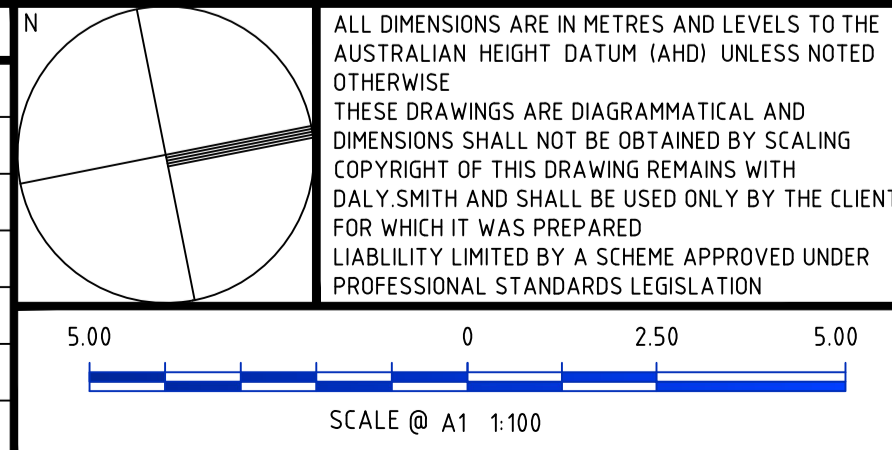 N
ALL DIMENSIONS ARE IN METRES AND LEVELS TO THE
AUSTRALIAN HEIGHT DATUM (AHD) UNLESS NOTED
OTHERWISE
THESE DRAWINGS ARE DIAGRAMMATICAL AND
DIMENSIONS SHALL NOT BE OBTAINED BY SCALING
COPYRIGHT OF THIS DRAWING REMAINS WITH
DALY.SMITH AND SHALL BE USED ONLY BY THE CLIENT
FOR WHICH IT WAS PREPARED
LIABLILITY LIMITED BY A SCHEME APPROVED UNDER
PROFESSIONAL STANDARDS LEGISLATION
5.00 0 2.50 5.00
SCALE @ A1 1:100